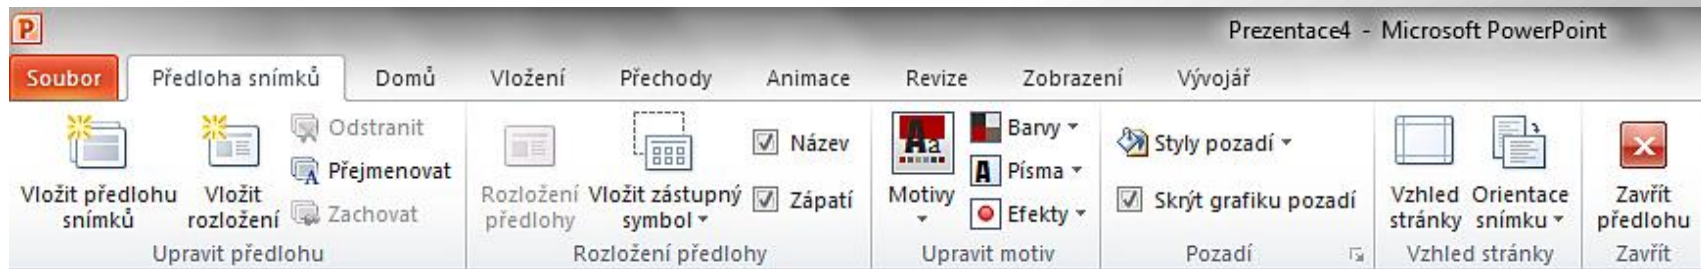 Prezentace4 - Microsoft PowerPoint
Soubor Předloha snímků Domů Vložení Přechody Animace Revize Zobrazení Vývojář
Vložit předlohu snímků
Vložit rozložení
Odstranit
Přejmenovat
Zachovat
Upravit předlohu
Rozložení předlohy
Vložit zástupný symbol
Název
Zápatí
Rozložení předlohy
Motivy
Barvy
Písma
Efekty
Upravit motiv
Styly pozadí
Skrýt grafiku pozadí
Pozadí
Vzhled stránky
Orientace snímku
Vzhled stránky
Zavřít předlohu
Zavřít